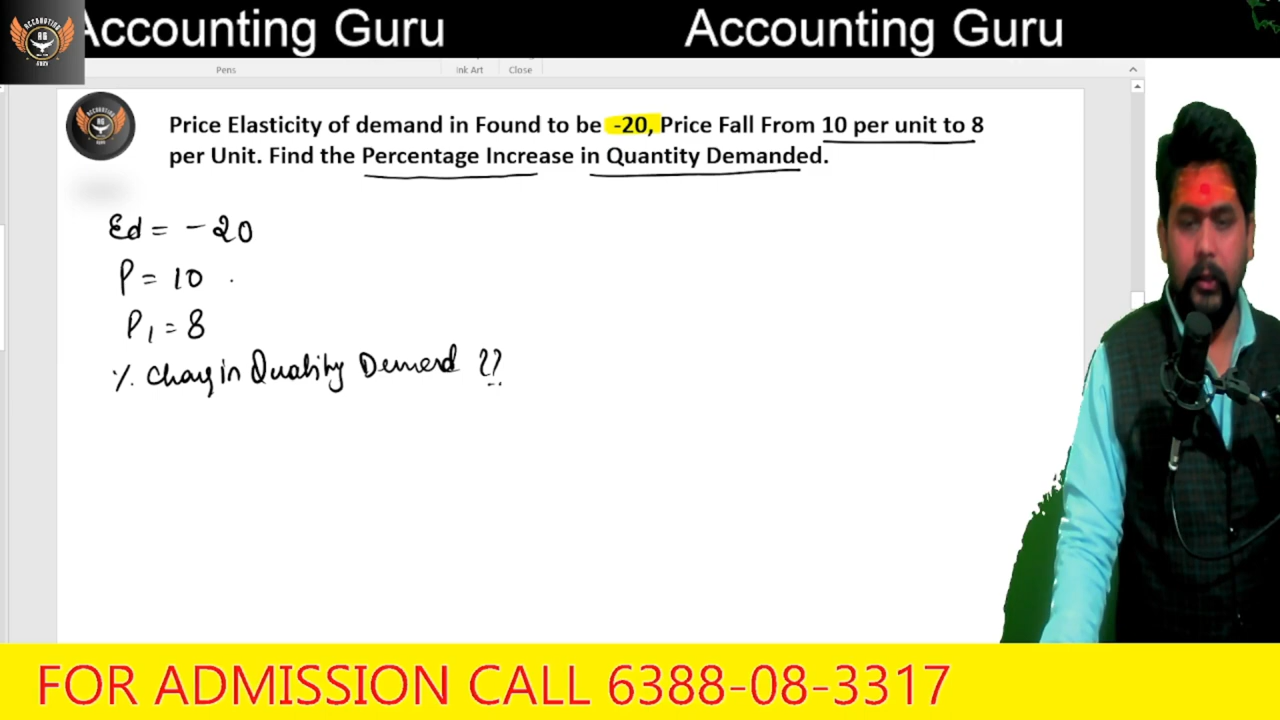 Accounting Guru
Accounting Guru
Pens
Ink Art
Close
Price Elasticity of demand in Found to be -20, Price Fall From 10 per unit to 8
per Unit. Find the Percentage Increase in Quantity Demanded.
Ed = -20
P = 10
P1 = 8
%. Chang in Quality Demand ??
FOR ADMISSION CALL 6388-08-3317